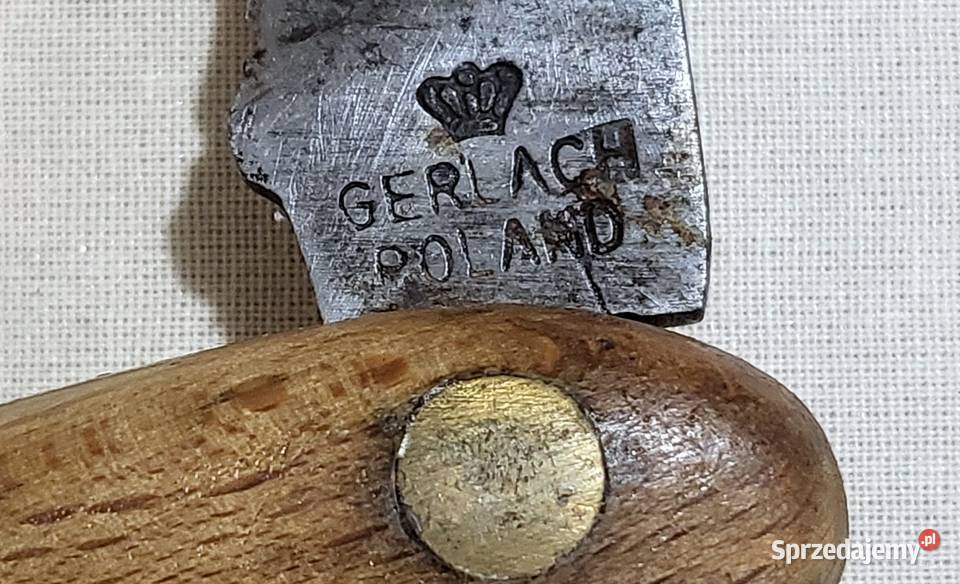 GERLACH
POLAND
Sprzedajemy.pl